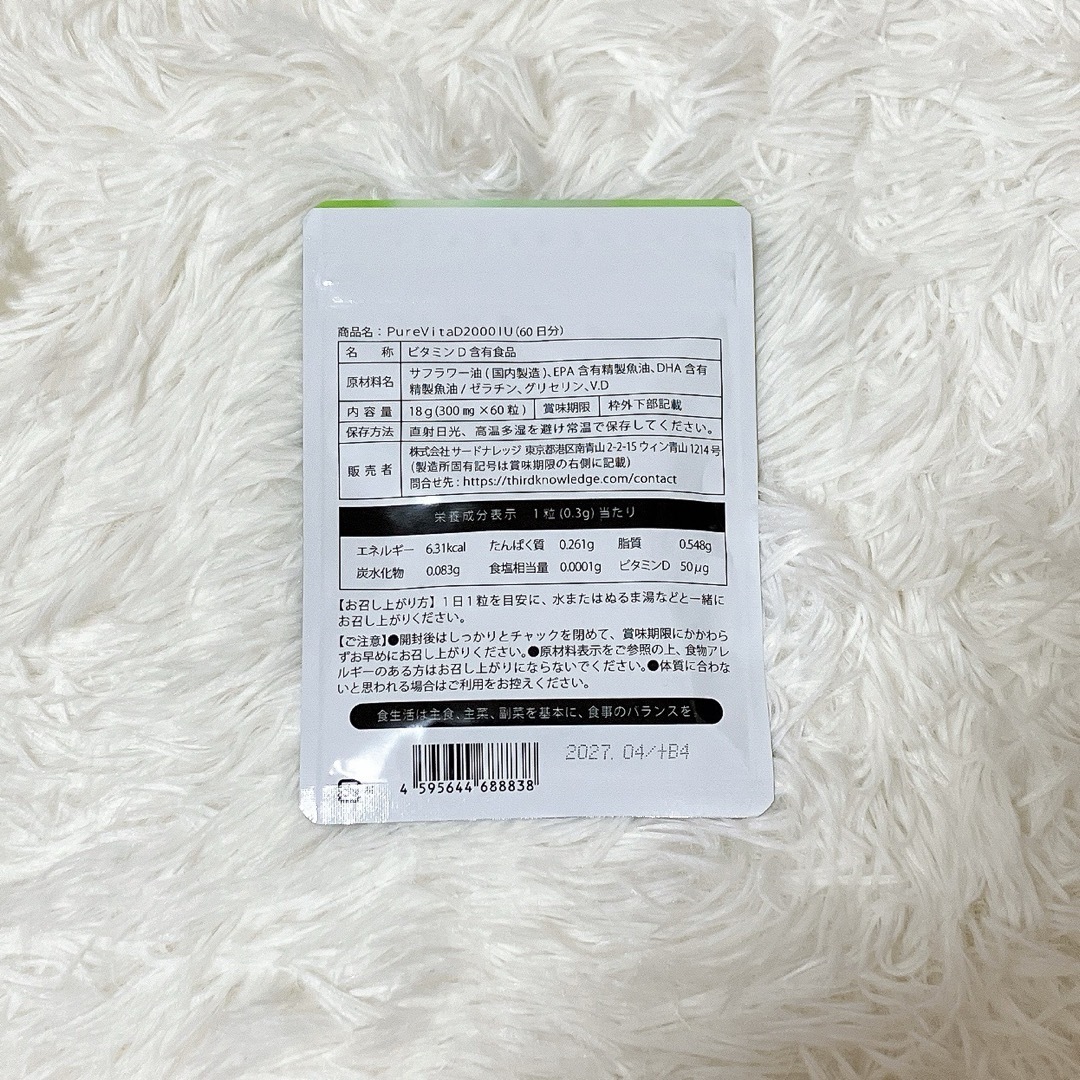 商品名：PureVitaD2000IU(60日分)
名　称 ビタミンD含有食品
原材料名 サフラワー油(国内製造)、EPA含有精製魚油、DHA含有
精製魚油/ゼラチン、グリセリン、V.D
内容量 18g(300mg×60粒) 賞味期限 枠外下部記載
保存方法 直射日光、高温多湿を避け常温で保存してください。
販売者 株式会社サードナレッジ 東京都港区南青山2-2-15ウィン青山1214号
(製造所固有記号は賞味期限の右側に記載)
問合せ先：https://thirdknowledge.com/contact
栄養成分表示　1粒(0.3g)当たり
エネルギー 6.31kcal たんぱく質 0.261g 脂質 0.548g
炭水化物 0.083g 食塩相当量 0.0001g ビタミンD 50μg
【お召し上がり方】1日1粒を目安に、水またはぬるま湯などと一緒に
お召し上がりください。
【ご注意】●開封後はしっかりとチャックを閉めて、賞味期限にかかわら
ずお早めにお召し上がりください。●原材料表示をご参照の上、食物アレ
ルギーのある方はお召し上がりにならないでください。●体質に合わな
いと思われる場合はご利用をお控えください。
食生活は主食、主菜、副菜を基本に、食事のバランスを
2027.04/+B4
4 595644 688838